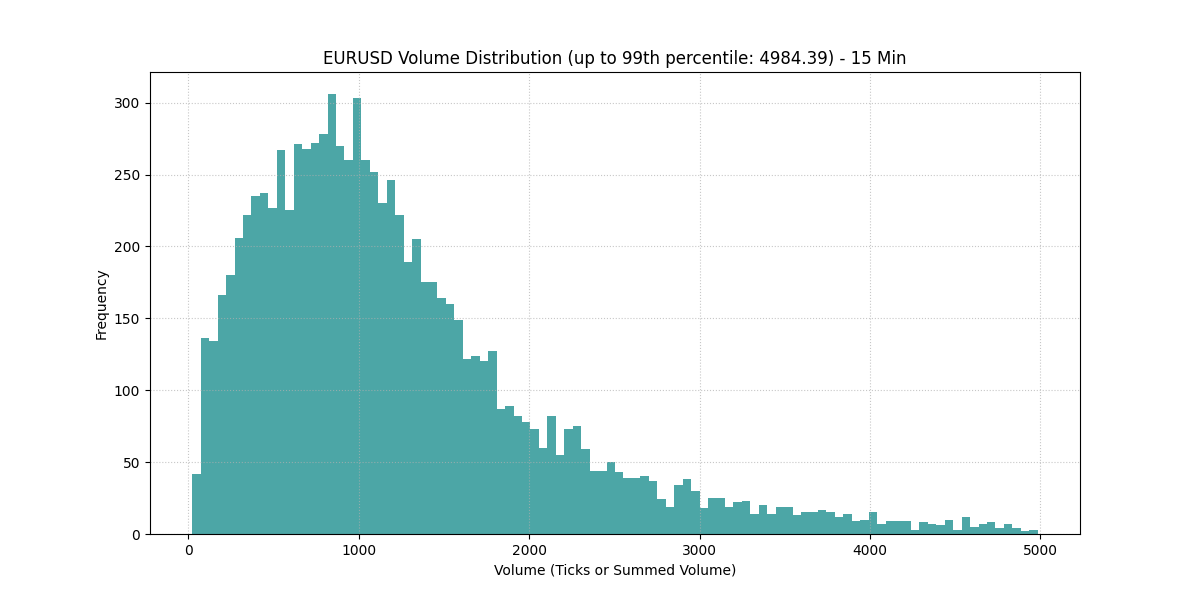 EURUSD Volume Distribution (up to 99th percentile: 4984.39) - 15 Min
300
250
200
150
100
50
0
Frequency
0 1000 2000 3000 4000 5000
Volume (Ticks or Summed Volume)